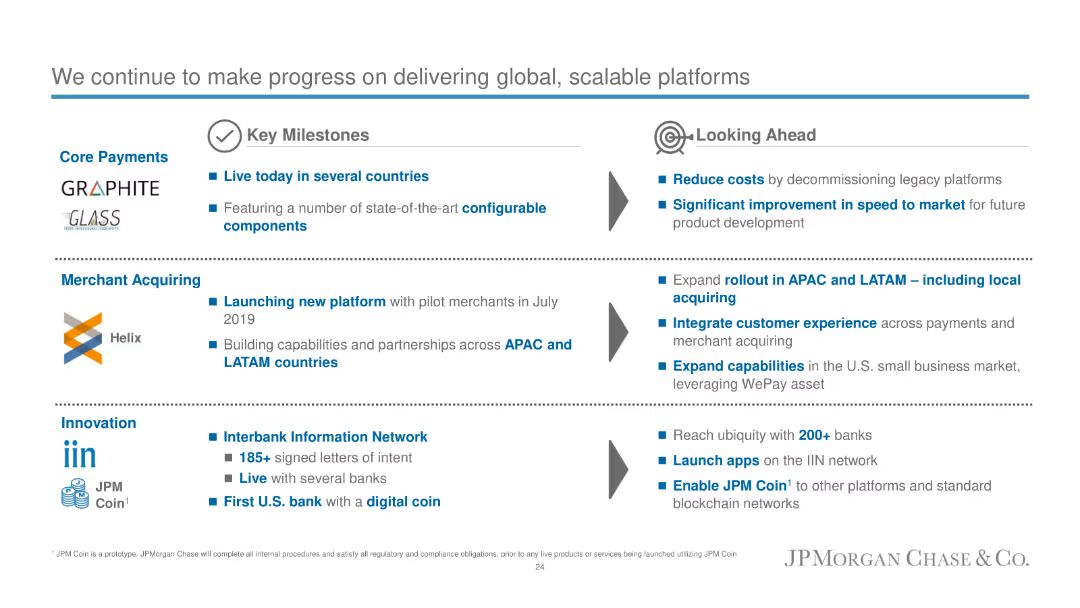 We continue to make progress on delivering global, scalable platforms
Key Milestones
Looking Ahead
Core Payments
GRAPHITE
GLASS
■ Live today in several countries
■ Featuring a number of state-of-the-art configurable
components
■ Reduce costs by decommissioning legacy platforms
■ Significant improvement in speed to market for future
product development
Merchant Acquiring
Helix
■ Launching new platform with pilot merchants in July
2019
■ Building capabilities and partnerships across APAC and
LATAM countries
■ Expand rollout in APAC and LATAM – including local
acquiring
■ Integrate customer experience across payments and
merchant acquiring
■ Expand capabilities in the U.S. small business market,
leveraging WePay asset
Innovation
iin
JPM
Coin¹
■ Interbank Information Network
■ 185+ signed letters of intent
■ Live with several banks
■ First U.S. bank with a digital coin
■ Reach ubiquity with 200+ banks
■ Launch apps on the IIN network
■ Enable JPM Coin¹ to other platforms and standard
blockchain networks
¹ JPM Coin is a prototype. JPMorgan Chase will complete all internal procedures and satisfy all regulatory and compliance obligations, prior to any live products or services being launched utilizing JPM Coin
24
JPMORGAN CHASE & CO.